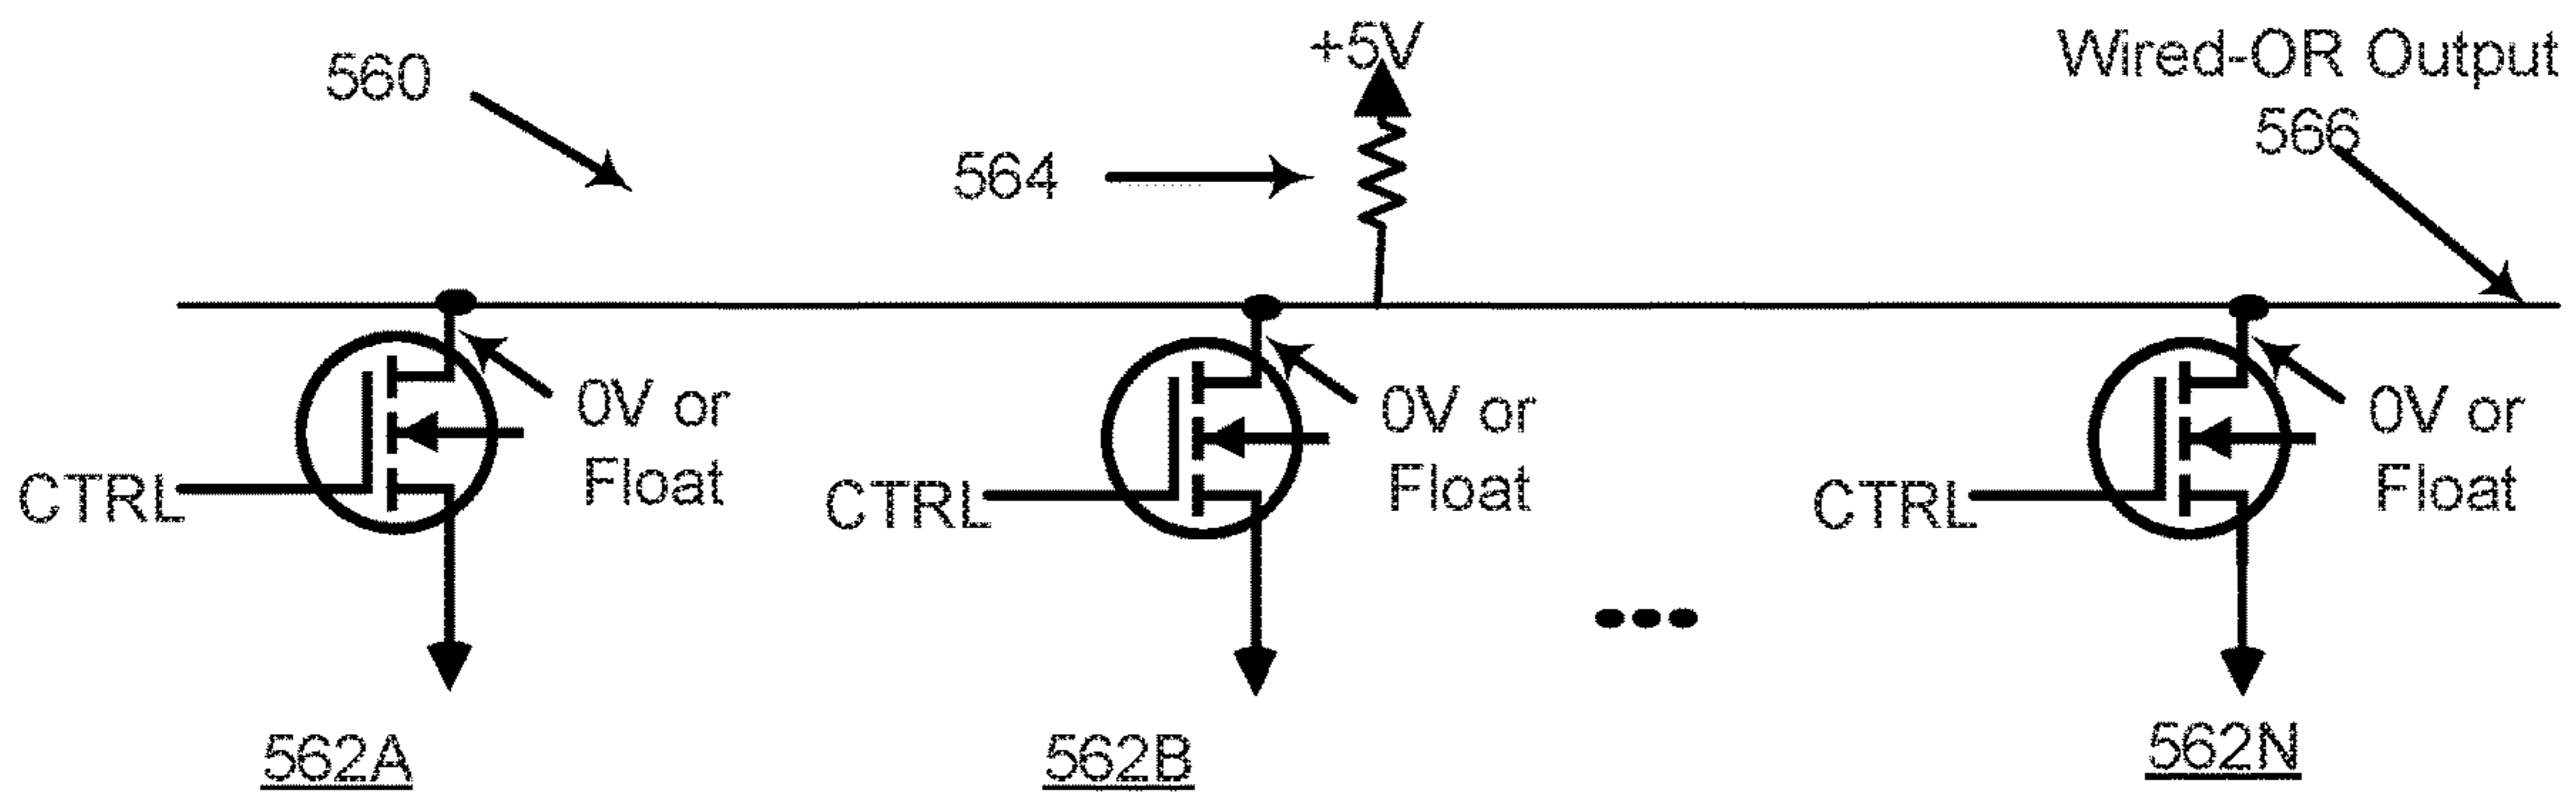 +5V
Wired-OR Output
560
566
564
0V or
Float
0V or
Float
0V or
Float
CTRL
CTRL
CTRL
562A
562B
562N